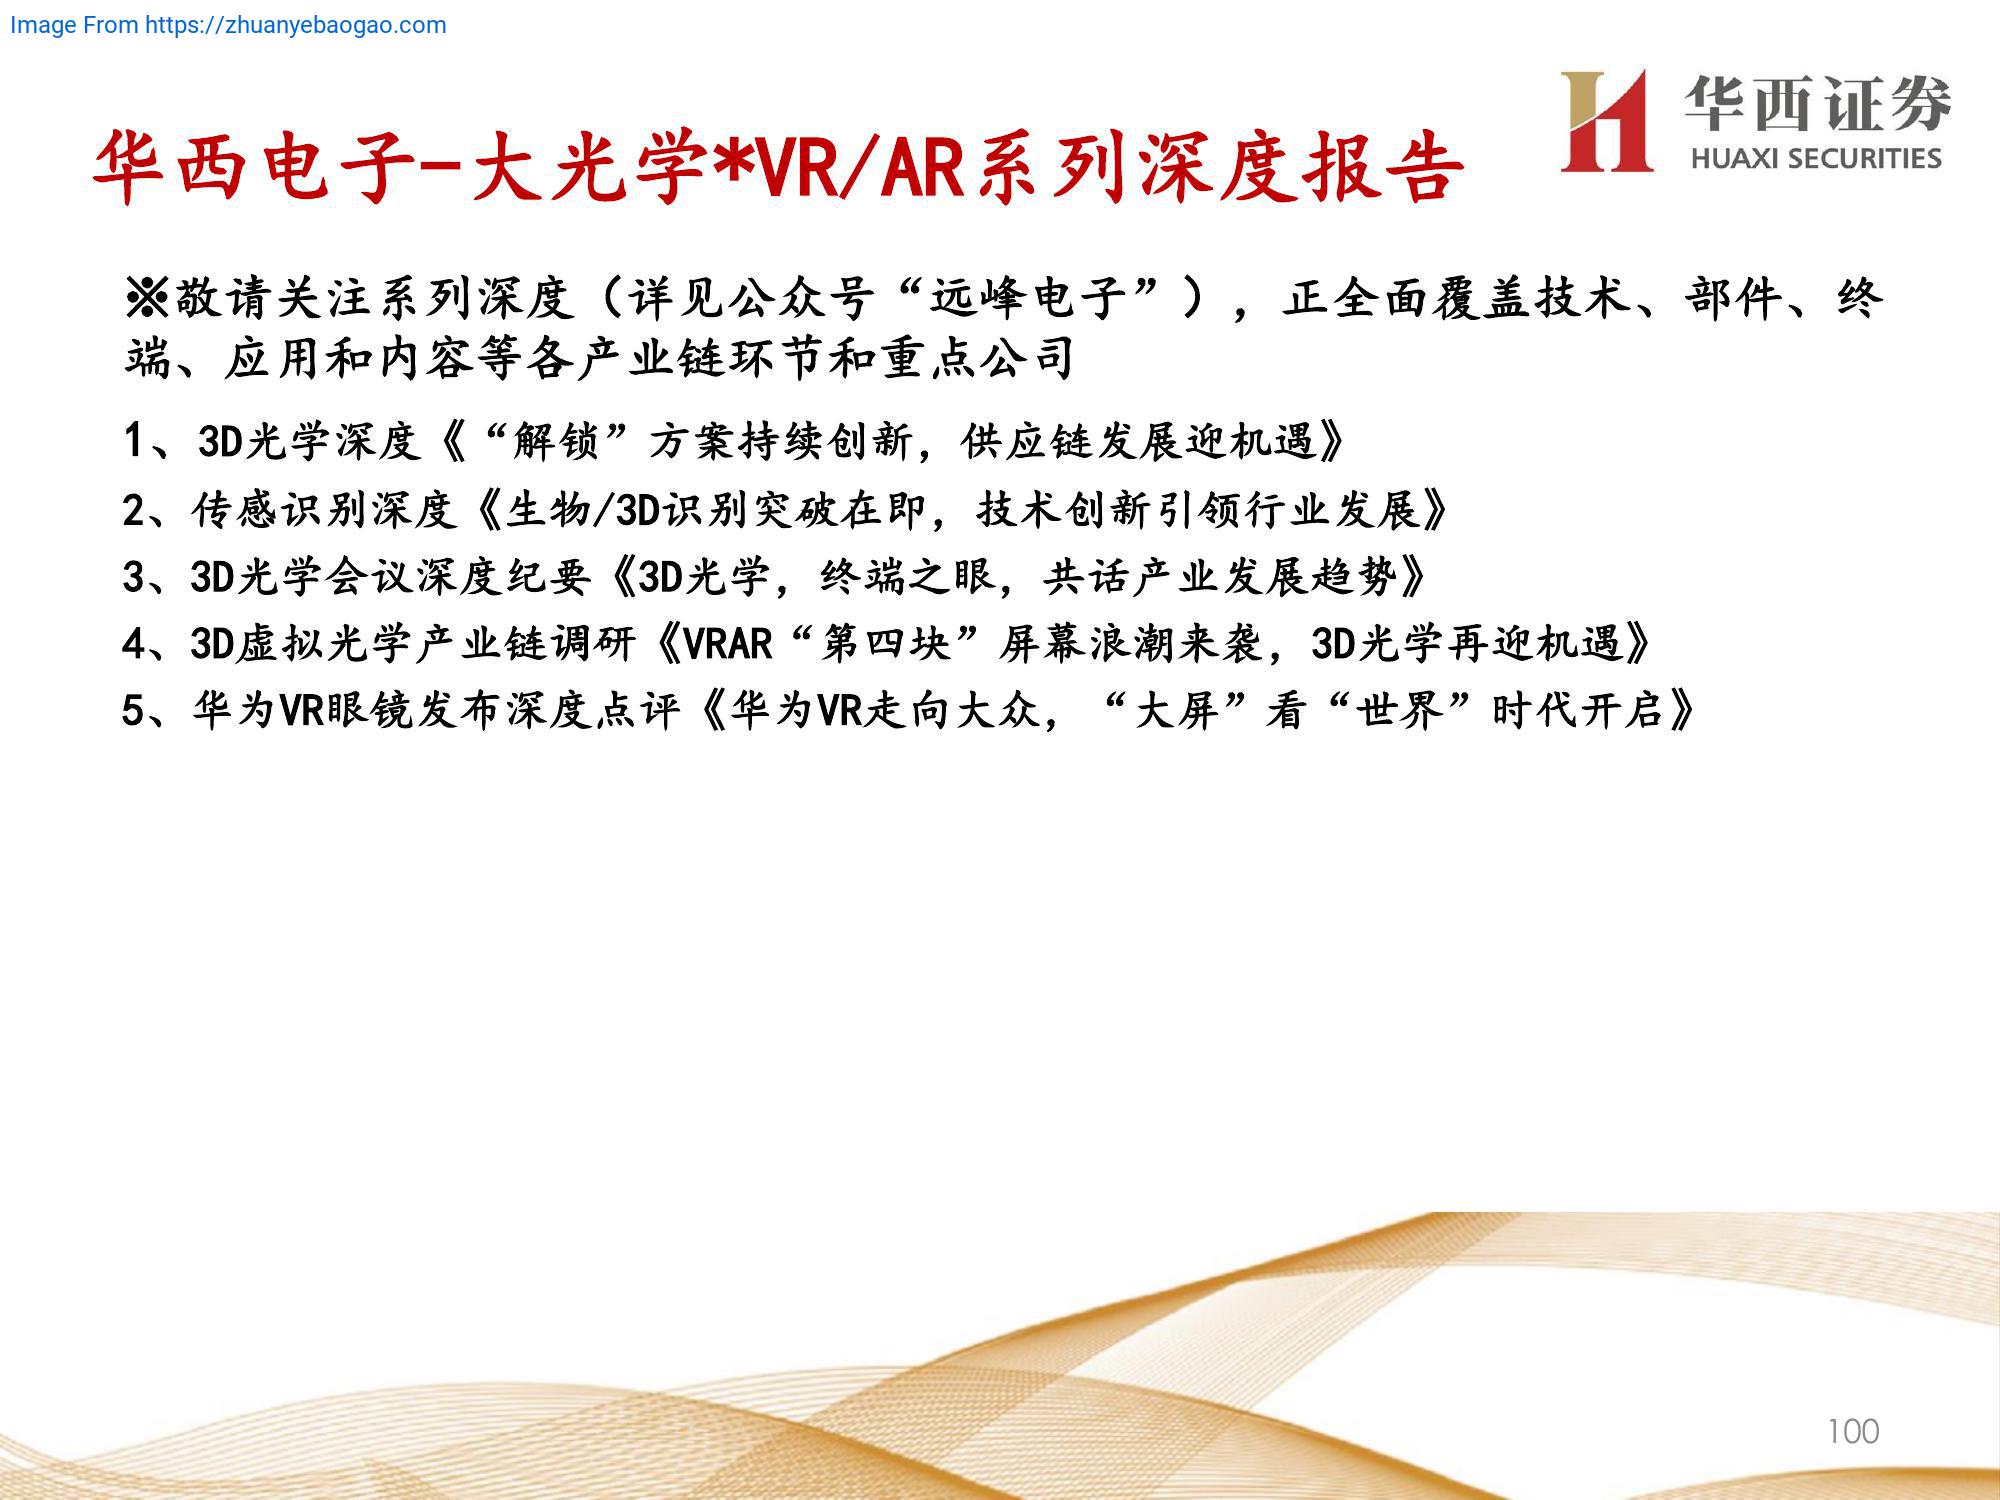 Image From https://zhuanyebaogao.com
华西证券
HUAXI SECURITIES
华西电子-大光学*VR/AR系列深度报告
※敬请关注系列深度（详见公众号“远峰电子”），正全面覆盖技术、部件、终
端、应用和内容等各产业链环节和重点公司
1、3D光学深度《“解锁”方案持续创新，供应链发展迎机遇》
2、传感识别深度《生物/3D识别突破在即，技术创新引领行业发展》
3、3D光学会议深度纪要《3D光学，终端之眼，共话产业发展趋势》
4、3D虚拟光学产业链调研《VRAR“第四块”屏幕浪潮来袭，3D光学再迎机遇》
5、华为VR眼镜发布深度点评《华为VR走向大众，“大屏”看“世界”时代开启》
100